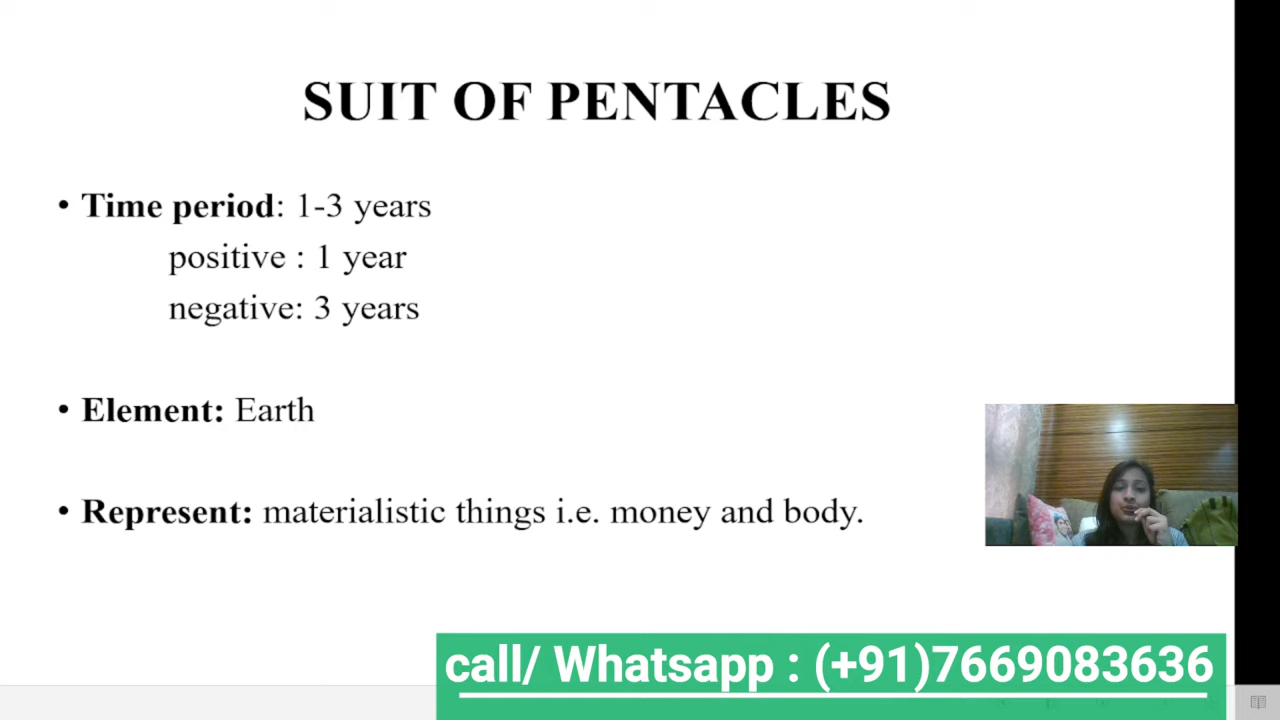 SUIT OF PENTACLES
• Time period: 1-3 years
positive : 1 year
negative: 3 years
• Element: Earth
• Represent: materialistic things i.e. money and body.
call/ Whatsapp : (+91)7669083636